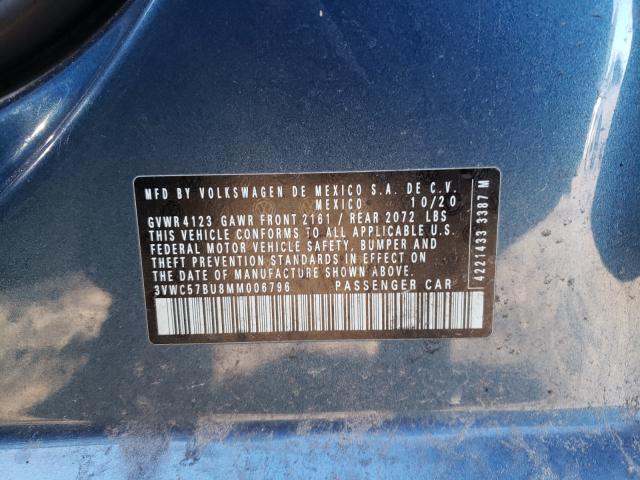 MFD BY VOLKSWAGEN DE MEXICO S.A. DE C.V.
MEXICO 10/20
GVWR 4123 GAWR FRONT 2161 / REAR 2072 LBS
THIS VEHICLE CONFORMS TO ALL APPLICABLE U.S.
FEDERAL MOTOR VEHICLE SAFETY, BUMPER AND
THEFT PREVENTION STANDARDS IN EFFECT ON
THE DATE OF MANUFACTURE SHOWN ABOVE.
3VWC57BU8MM006796 PASSENGER CAR
4221433 3387 M